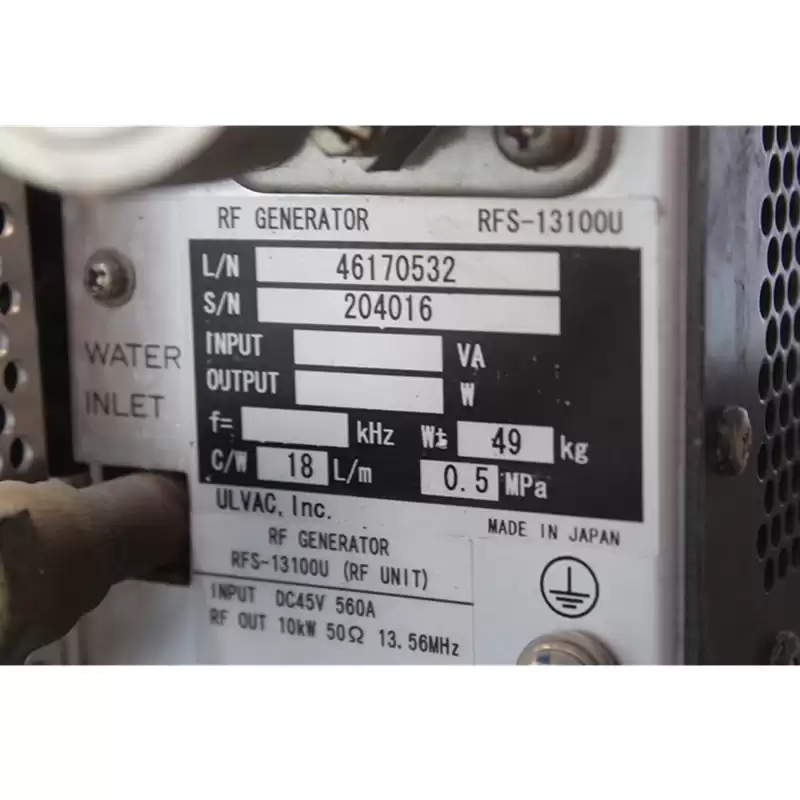 RF GENERATOR RFS-13100U
L/N 46170532
S/N 204016
INPUT VA
OUTPUT W
f= kHz Wt 49 kg
C/W 18 L/m 0.5 MPa
ULVAC, Inc.
MADE IN JAPAN
WATER
INLET
RF GENERATOR
RFS-13100U (RF UNIT)
INPUT DC45V 560A
RF OUT 10kW 50Ω 13.56MHz